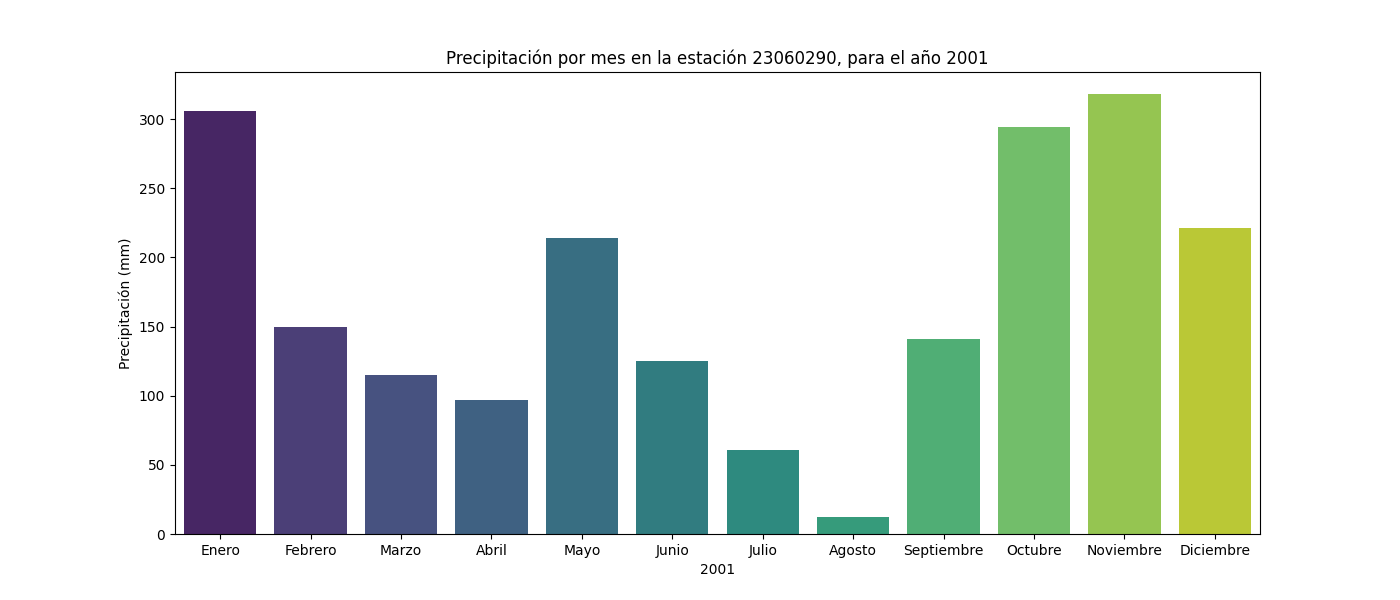 Precipitación por mes en la estación 23060290, para el año 2001
Precipitación (mm)
300
250
200
150
100
50
0
Enero Febrero Marzo Abril Mayo Junio Julio Agosto Septiembre Octubre Noviembre Diciembre
2001